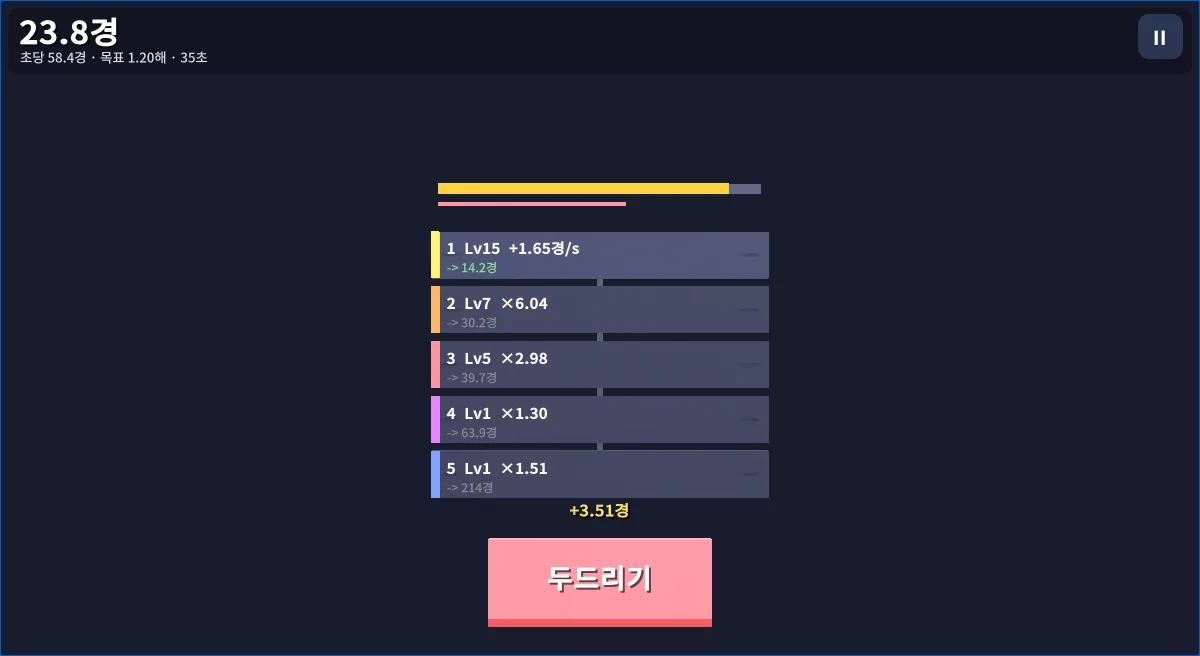 23.8경
초당 58.4경 · 목표 1.20해 · 35초
1 Lv15 +1.65경/s
-> 14.2경
2 Lv7 ×6.04
-> 30.2경
3 Lv5 ×2.98
-> 39.7경
4 Lv1 ×1.30
-> 63.9경
5 Lv1 ×1.51
-> 214경
+3.51경
두드리기